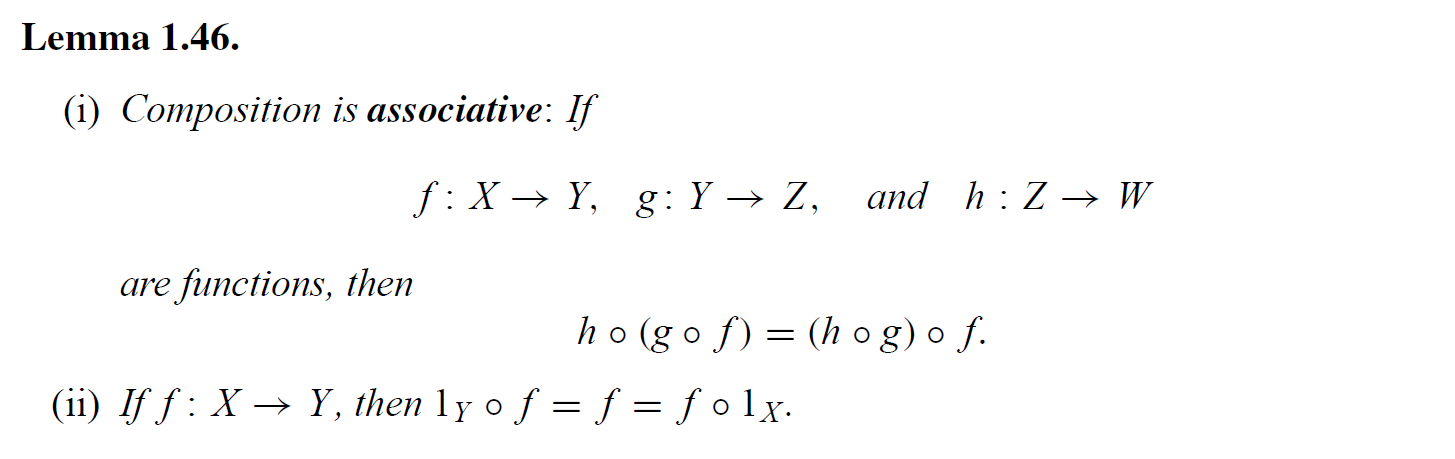 Lemma 1.46.
(i) Composition is associative: If
f : X → Y, g : Y → Z, and h : Z → W
are functions, then
h ∘ (g ∘ f) = (h ∘ g) ∘ f.
(ii) If f : X → Y, then 1_Y ∘ f = f = f ∘ 1_X.